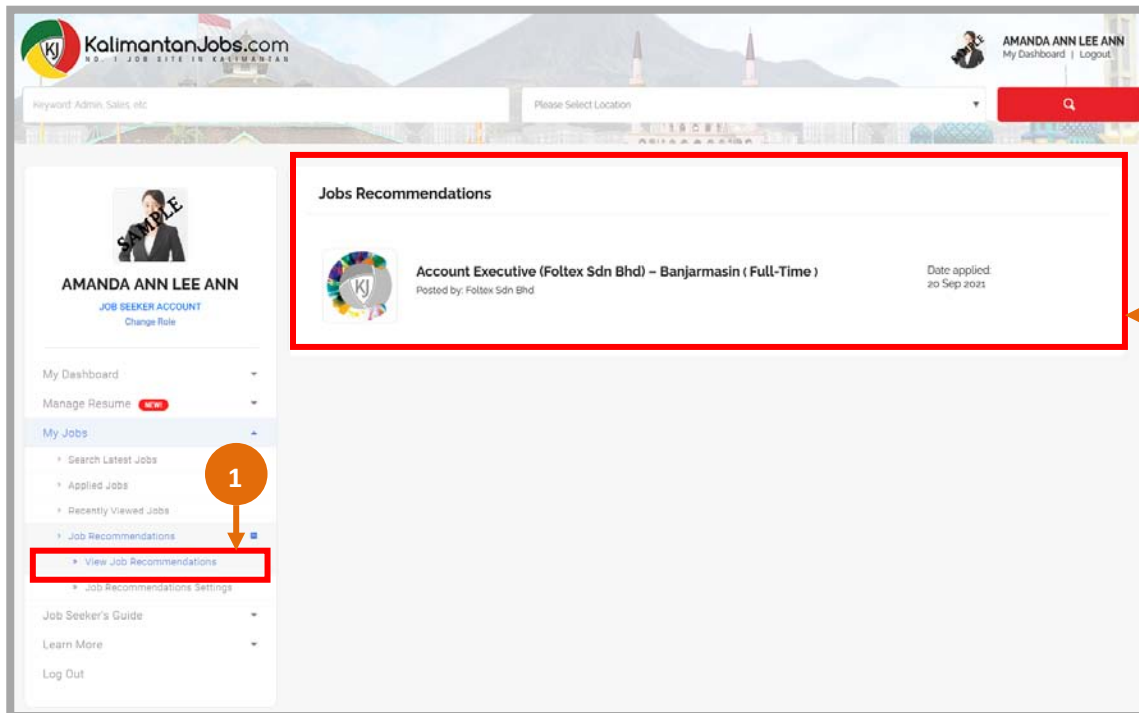 KJ KalimantanJobs.com
NO. 1 JOB SITE IN KALIMANTAN
AMANDA ANN LEE ANN
My Dashboard | Logout
Keyword: Admin, Sales, etc
Please Select Location
SAMPLE
AMANDA ANN LEE ANN
JOB SEEKER ACCOUNT
Change Role
My Dashboard
Manage Resume NEW!
My Jobs
Search Latest Jobs
Applied Jobs
Recently Viewed Jobs
Job Recommendations
View Job Recommendations
Job Recommendations Settings
Job Seeker's Guide
Learn More
Log Out
1
Jobs Recommendations
KJ
Account Executive (Foltex Sdn Bhd) – Banjarmasin ( Full-Time )
Posted by: Foltex Sdn Bhd
Date applied:
20 Sep 2021